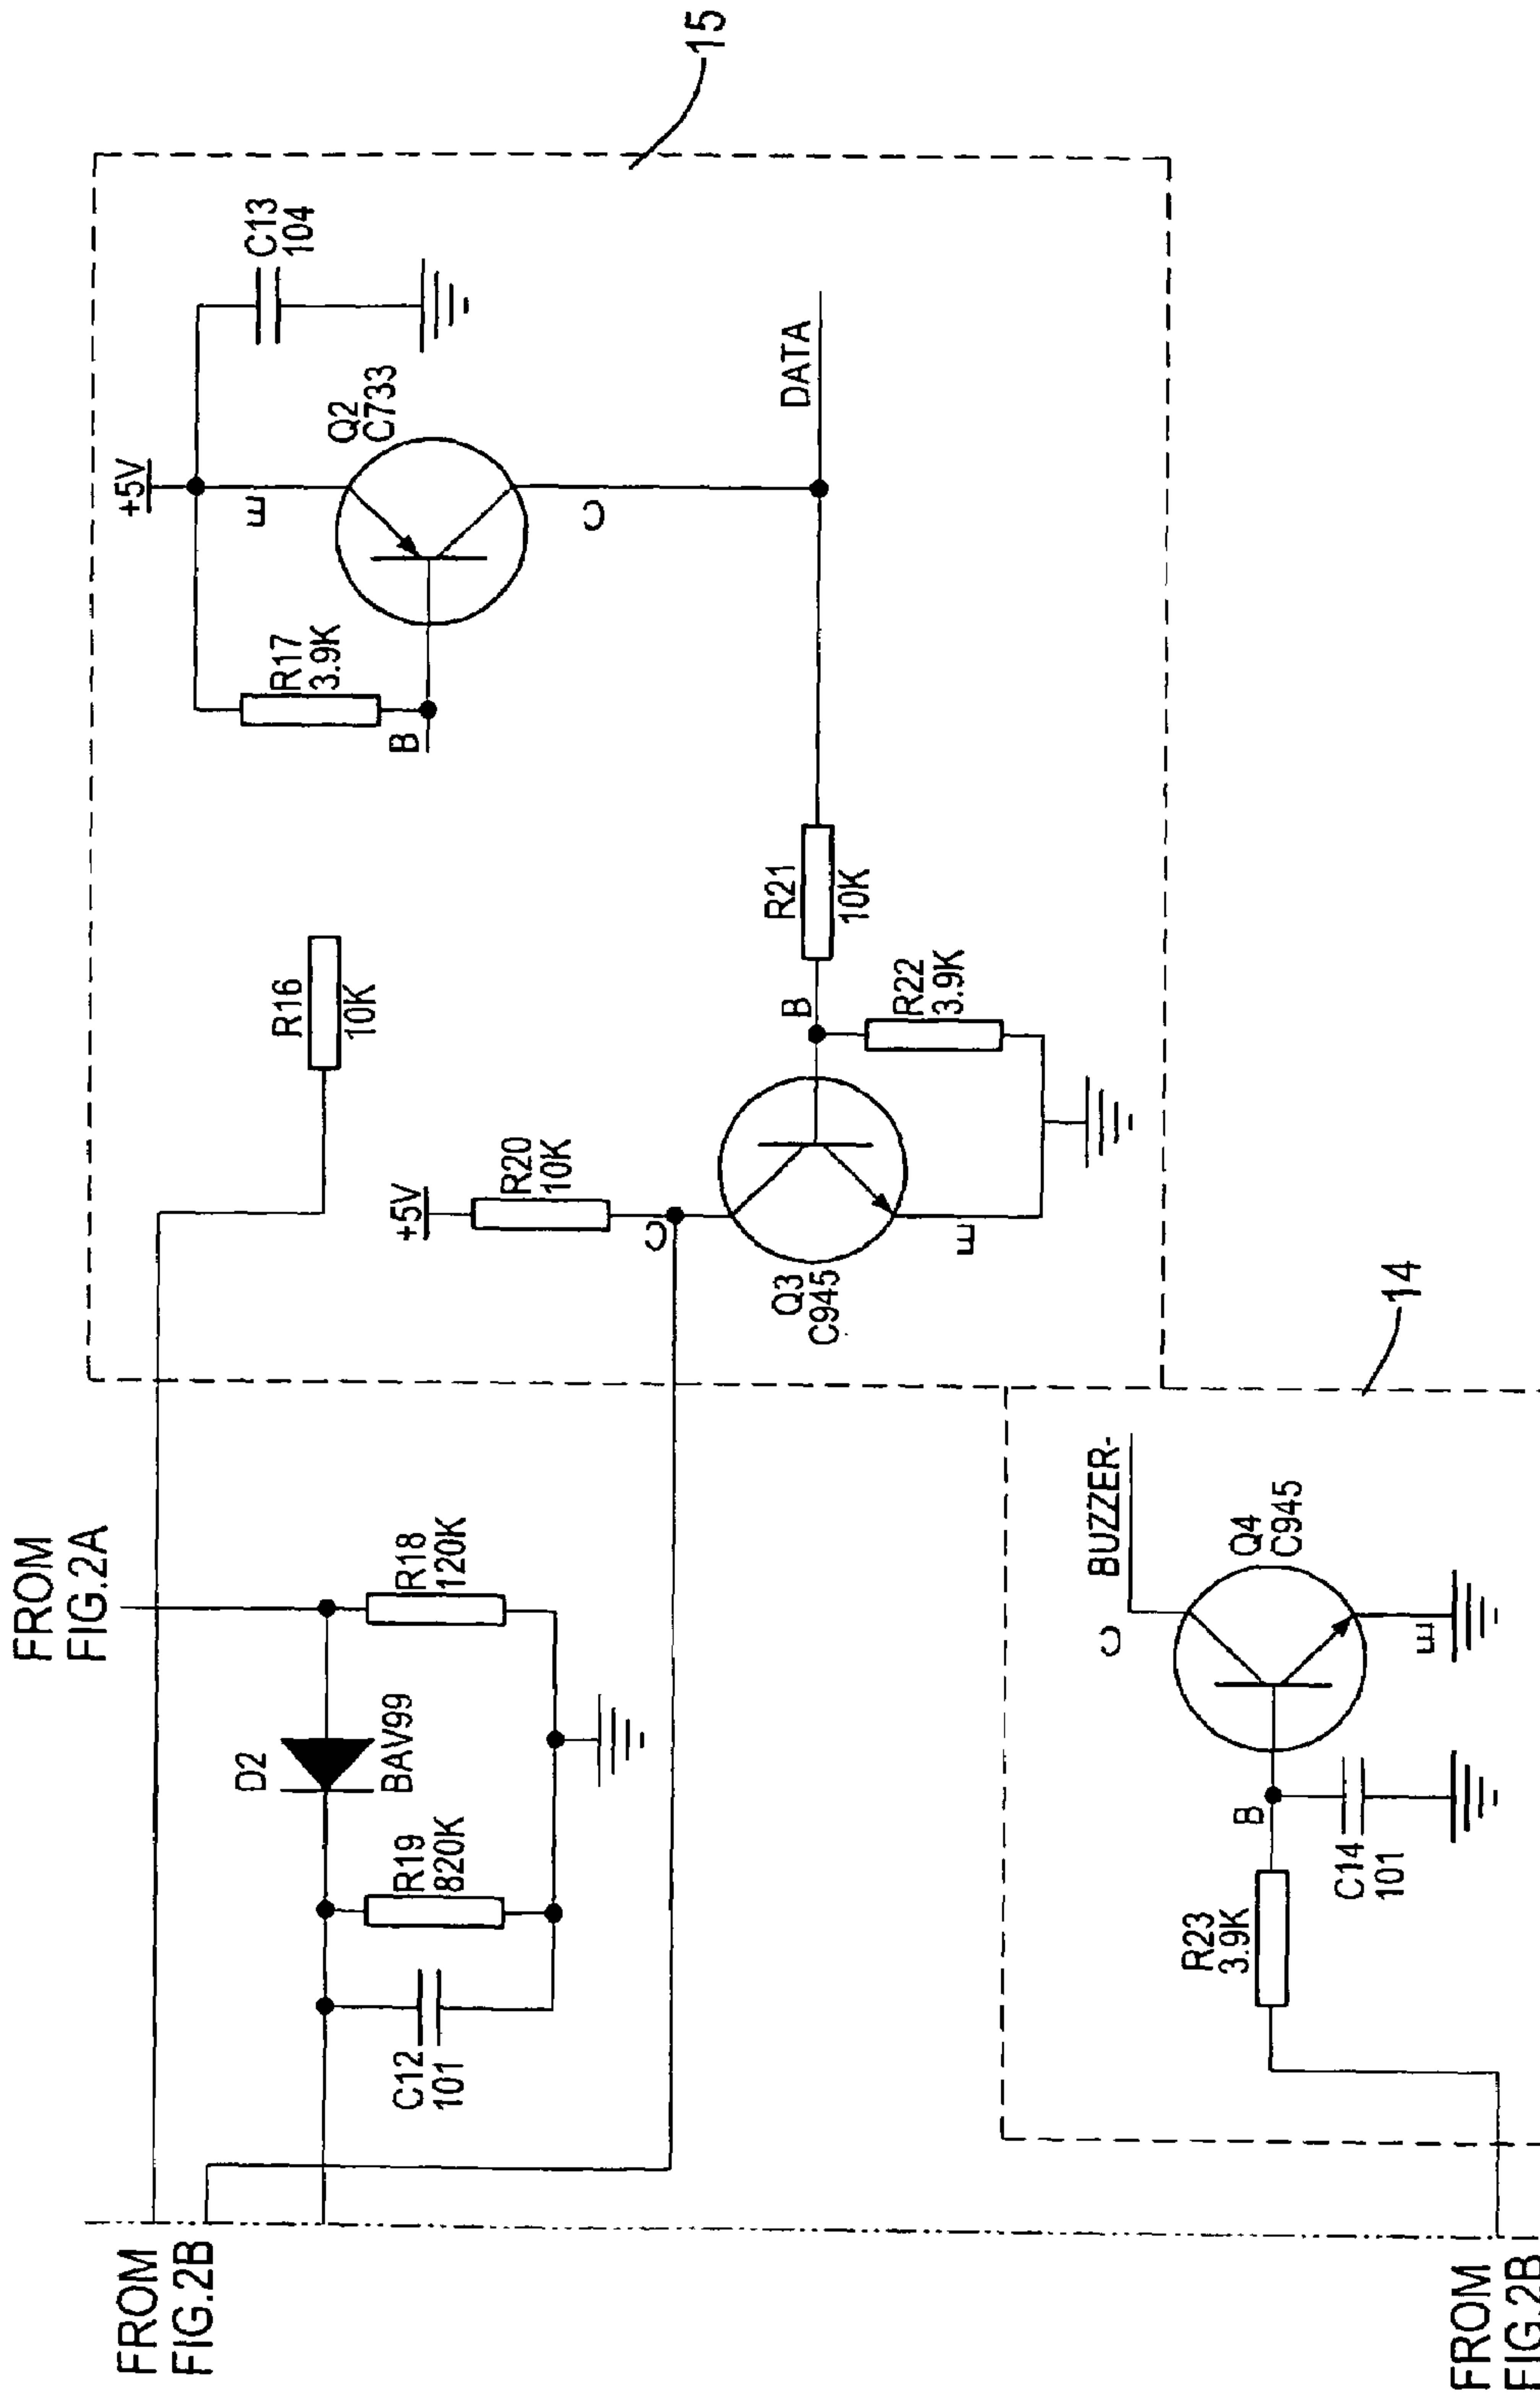 FROM
FIG.2A
FROM
FIG.2B
D2
BAV99
R18
120K
R19
820K
C12
101
R16
10K
+5V
R17
3.9K
B
E
Q2
C733
C
C13
104
DATA
15
+5V
R20
10K
C
Q3
C945
E
B
R21
10K
R22
3.9K
14
BUZZER-
C
Q4
C945
E
B
R23
3.9K
C14
101
FROM
FIG.2B